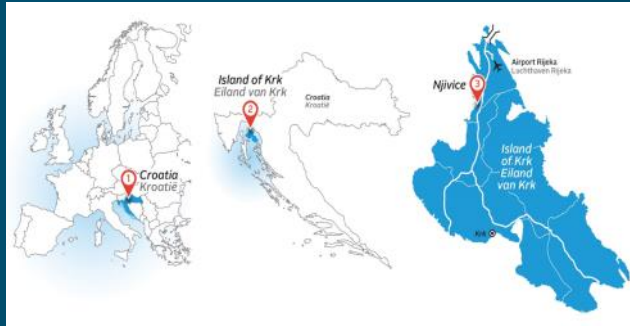 1
Croatia
Kroatië
Island of Krk
Eiland van Krk
2
Croatia
Kroatië
Airport Rijeka
Luchthaven Rijeka
Njivice
3
Island
of Krk
Eiland
van Krk
Krk